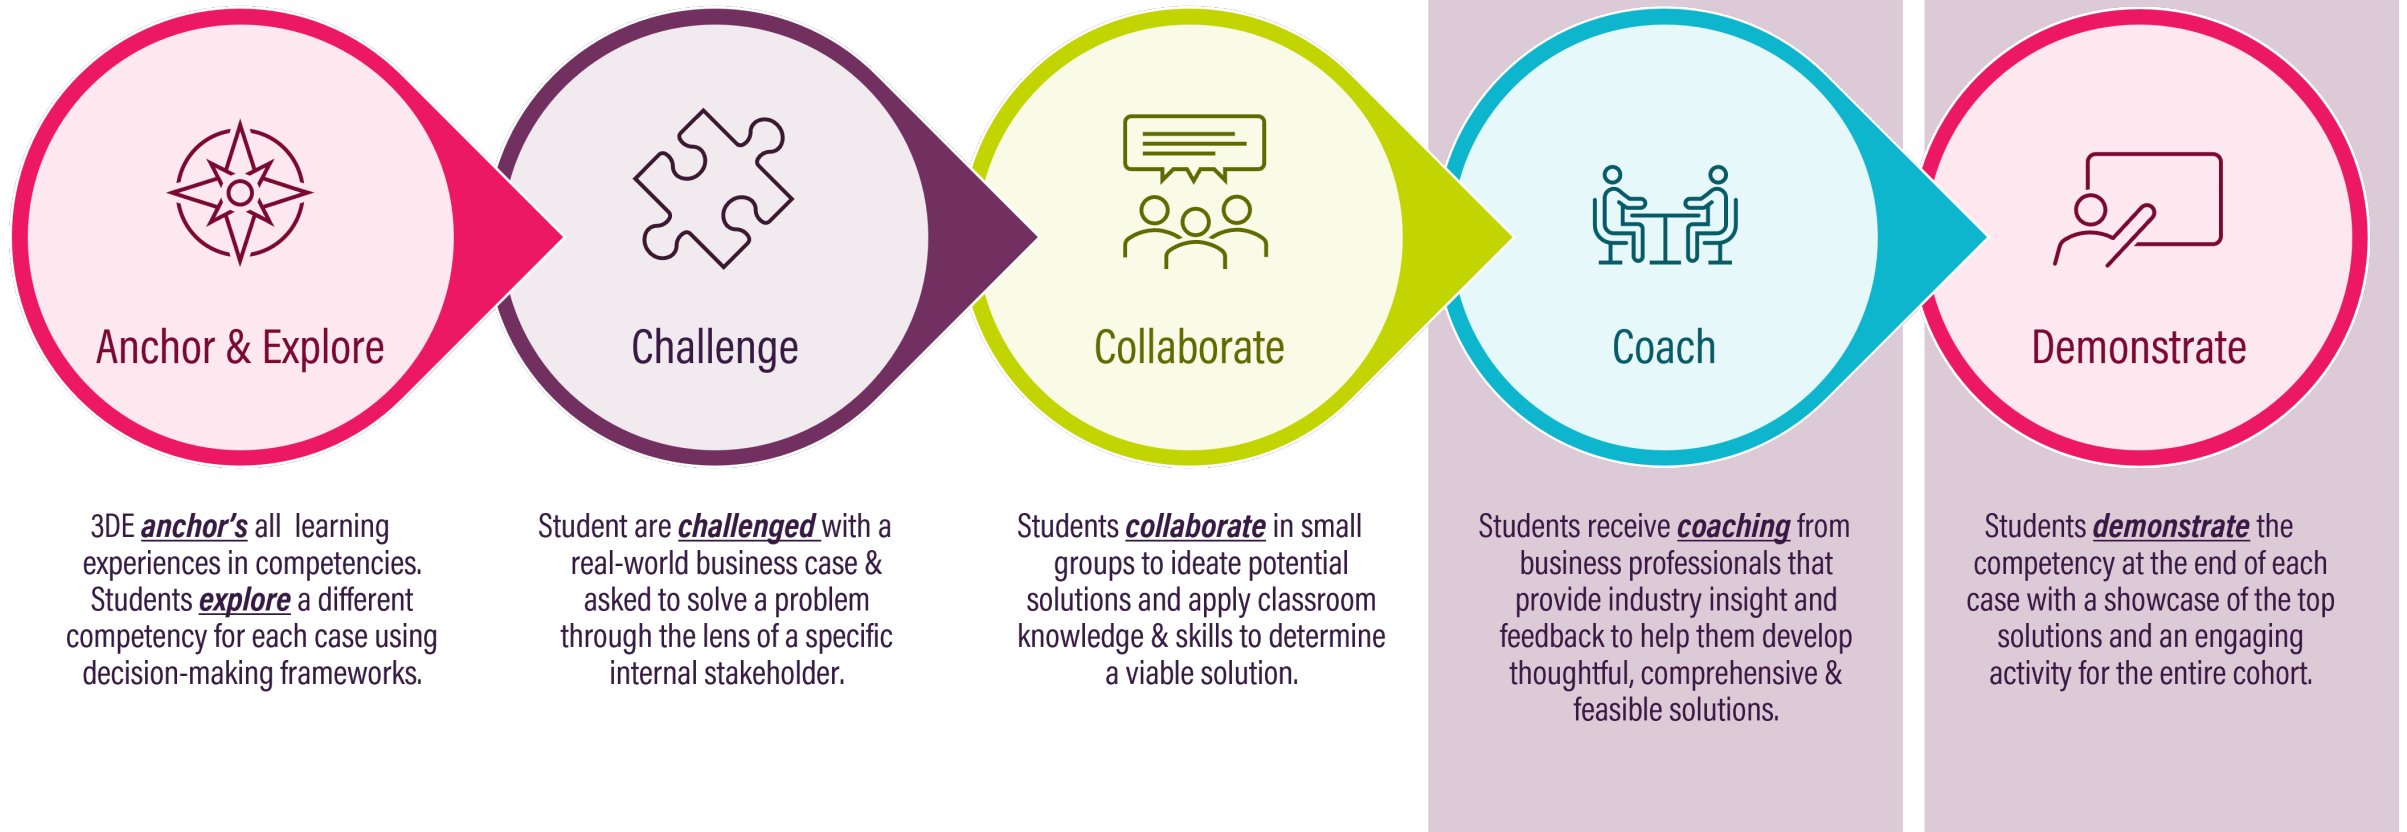 Anchor & Explore
3DE anchor's all learning
experiences in competencies.
Students explore a different
competency for each case using
decision-making frameworks.
Challenge
Student are challenged with a
real-world business case &
asked to solve a problem
through the lens of a specific
internal stakeholder.
Collaborate
Students collaborate in small
groups to ideate potential
solutions and apply classroom
knowledge & skills to determine
a viable solution.
Coach
Students receive coaching from
business professionals that
provide industry insight and
feedback to help them develop
thoughtful, comprehensive &
feasible solutions.
Demonstrate
Students demonstrate the
competency at the end of each
case with a showcase of the top
solutions and an engaging
activity for the entire cohort.